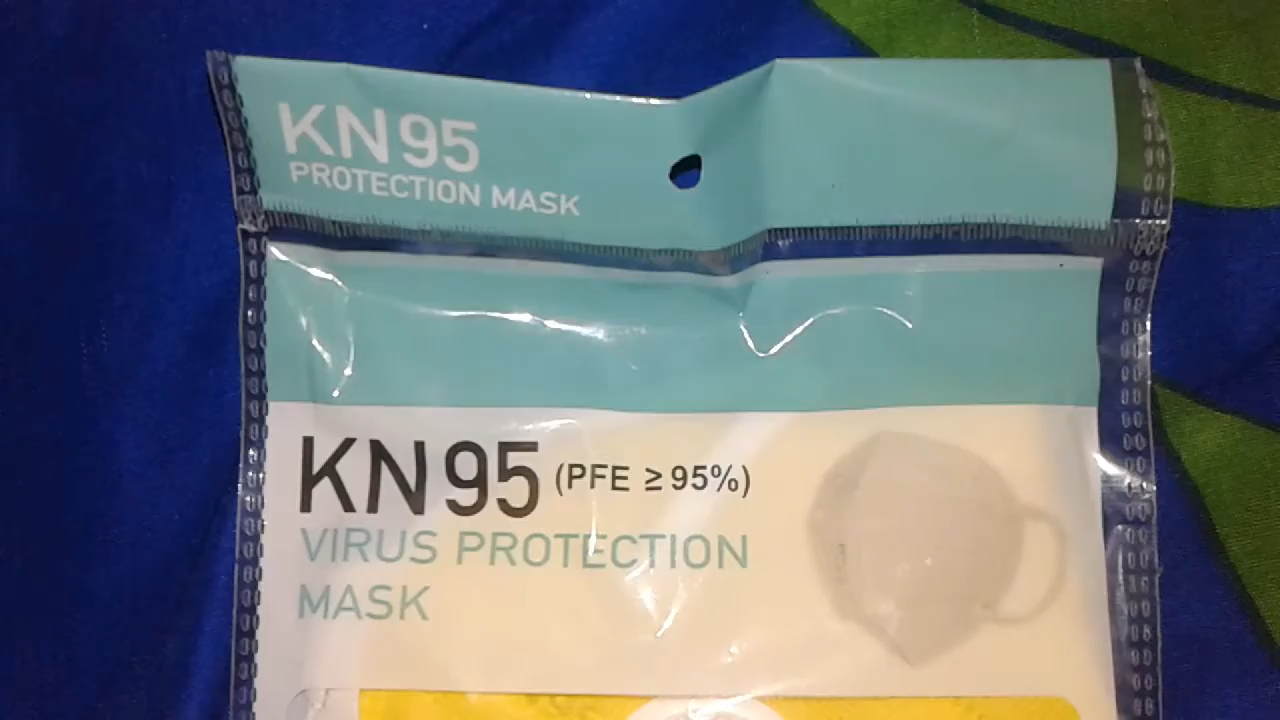 KN95
PROTECTION MASK
KN95 (PFE ≥95%)
VIRUS PROTECTION
MASK